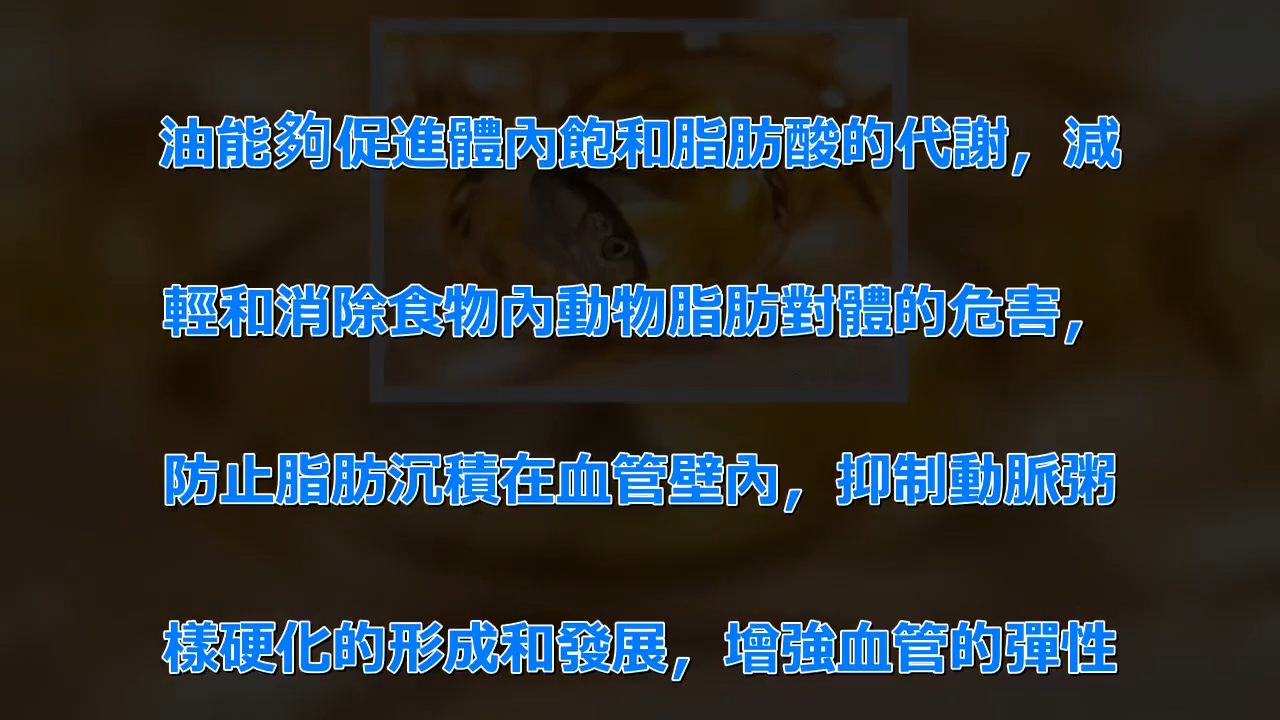 油能夠促進體內飽和脂肪酸的代謝，減
輕和消除食物內動物脂肪對體的危害，
防止脂肪沉積在血管壁內，抑制動脈粥
樣硬化的形成和發展，增強血管的彈性